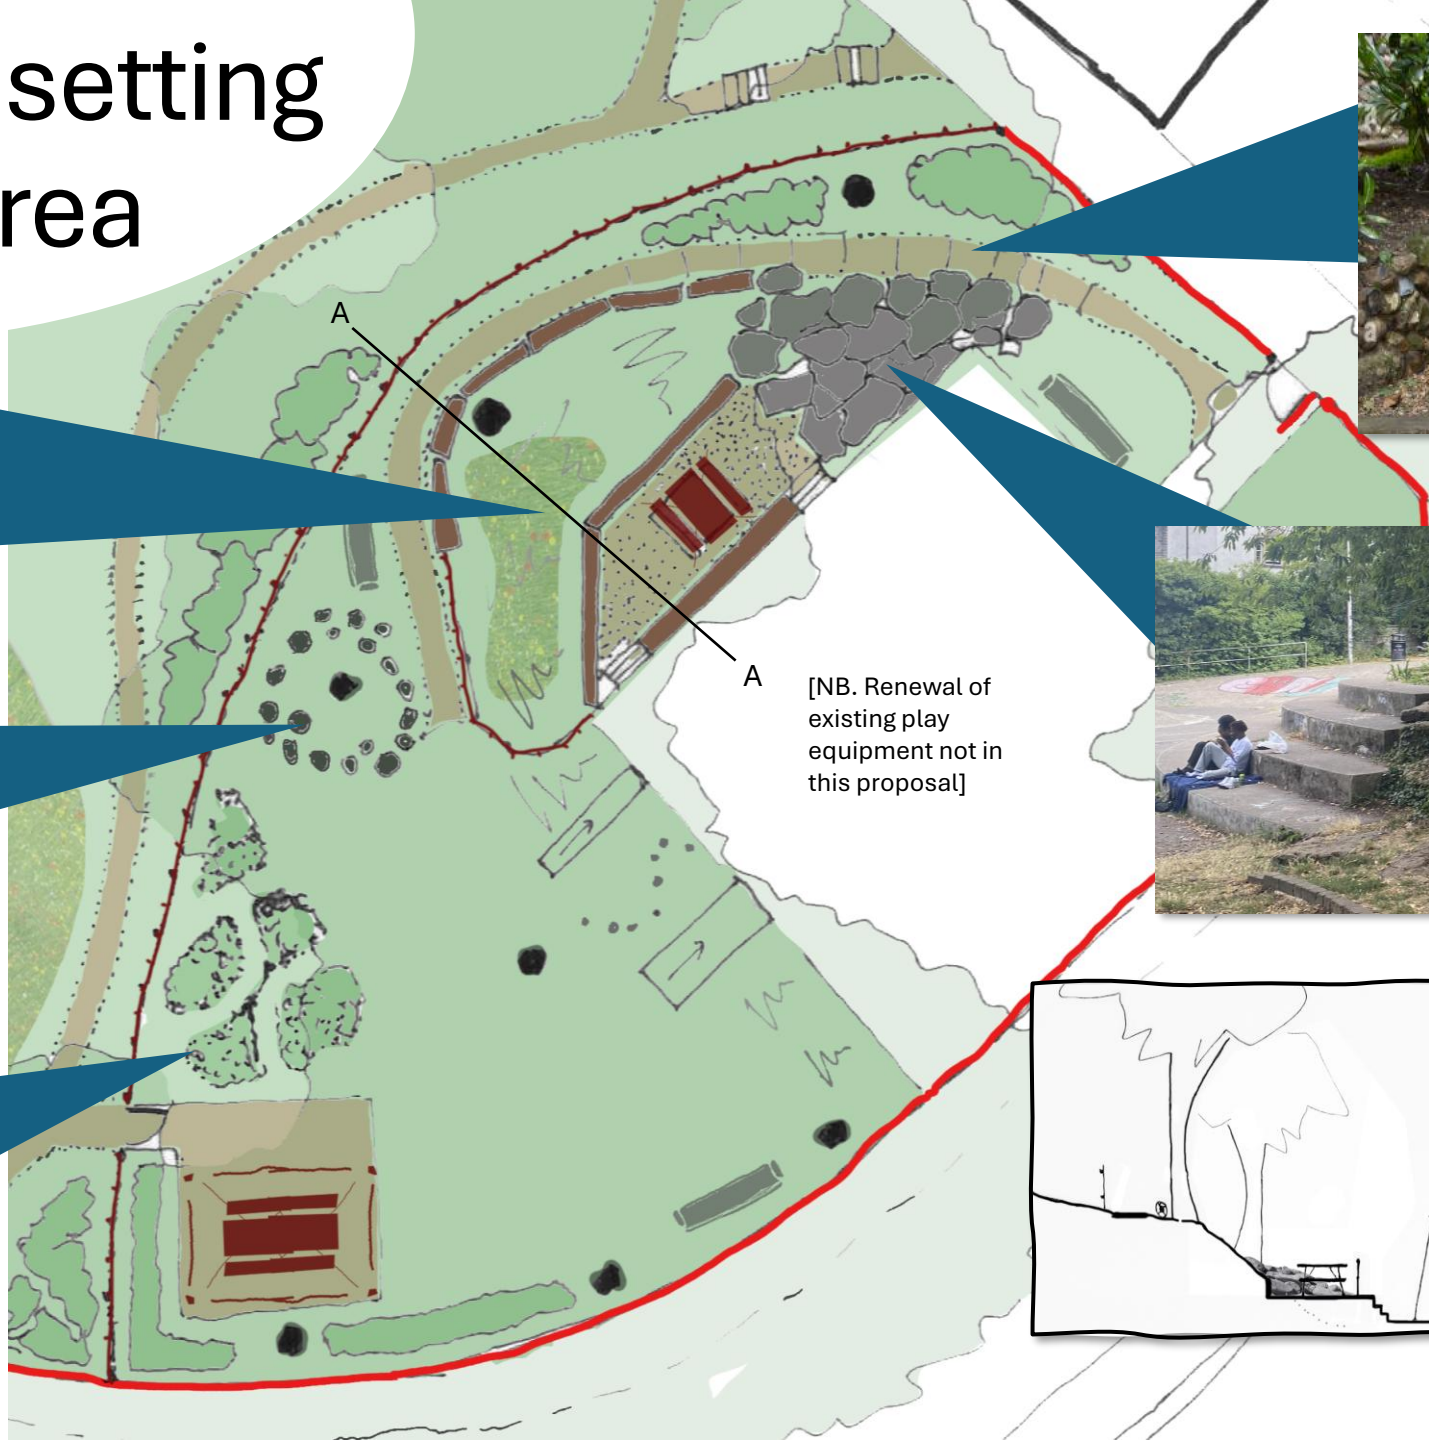 setting
rea
A
A
[NB. Renewal of
existing play
equipment not in
this proposal]